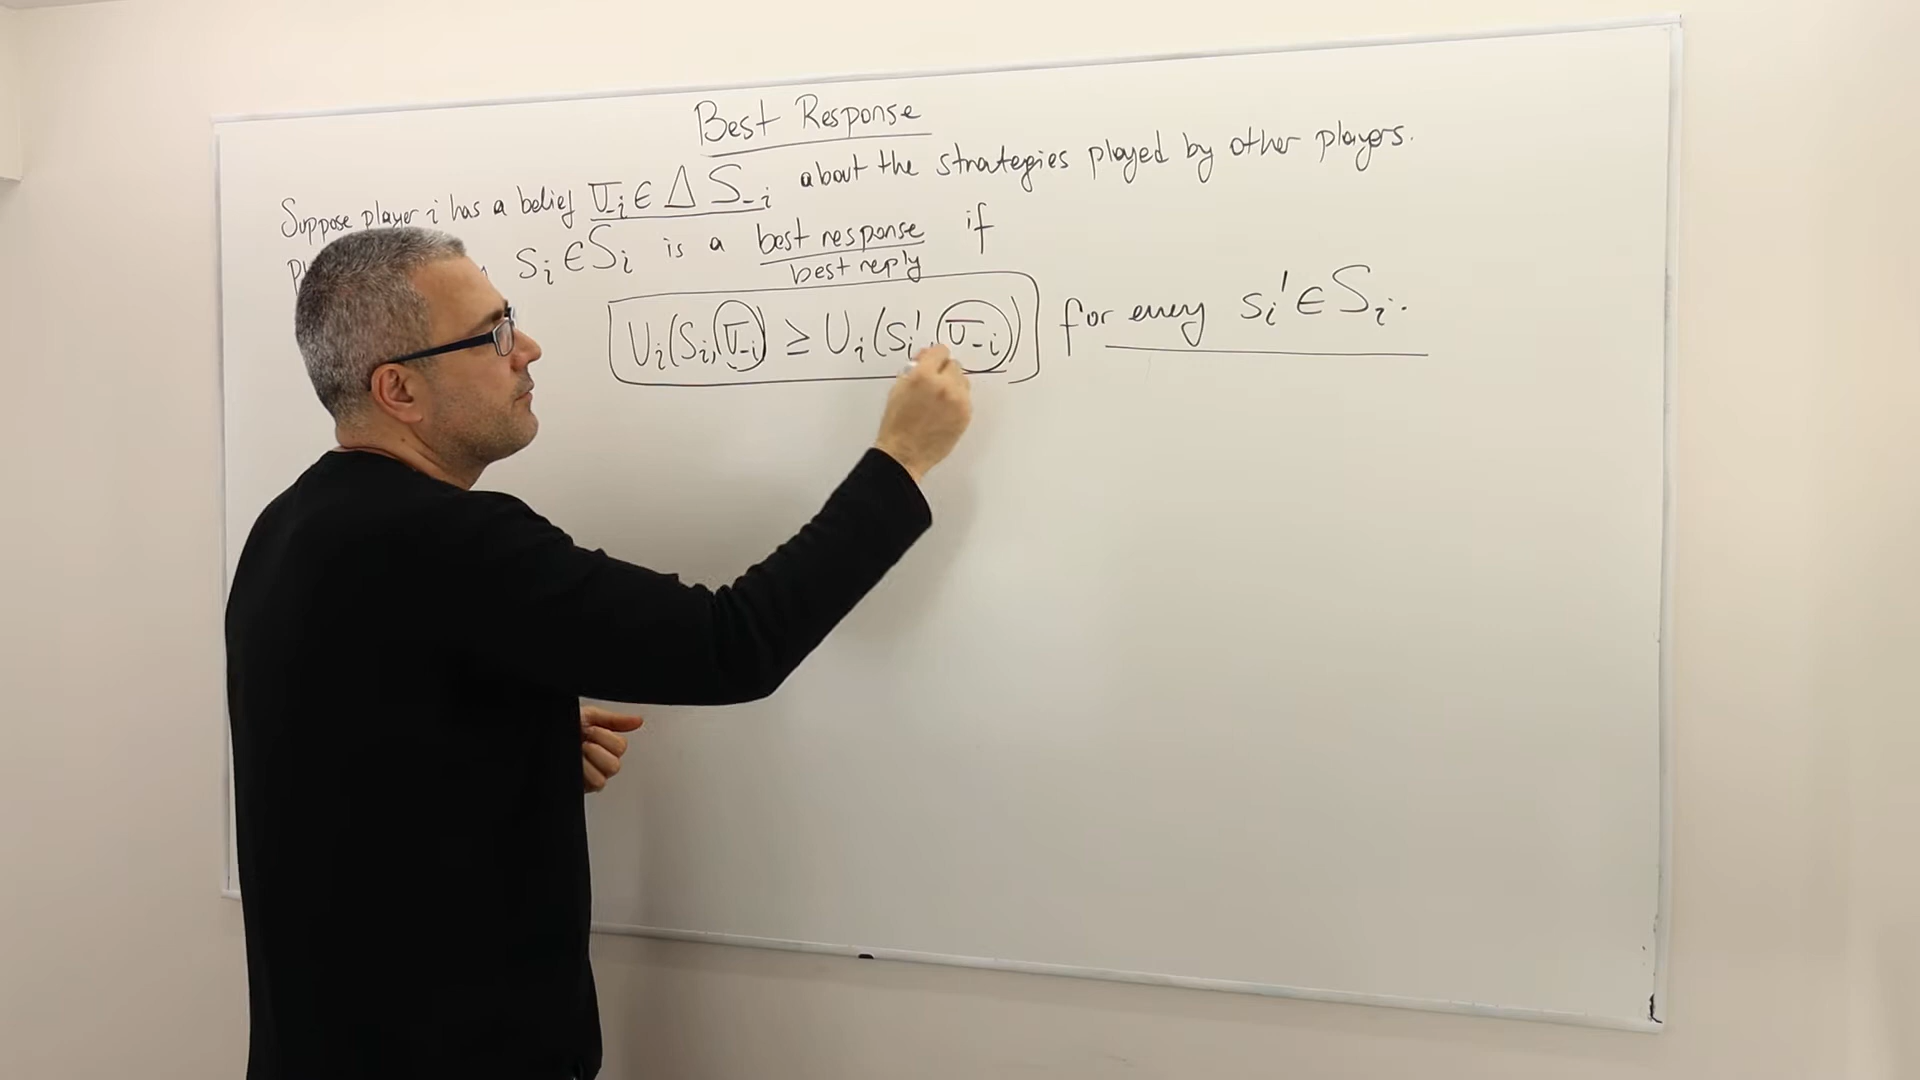 Best Response
Suppose player i has a belief σ_-i ∈ Δ S_-i about the strategies played by other players.
s_i ∈ S_i is a best response if
best reply
U_i(s_i, σ_-i) ≥ U_i(s_i', σ_-i) for every s_i' ∈ S_i.